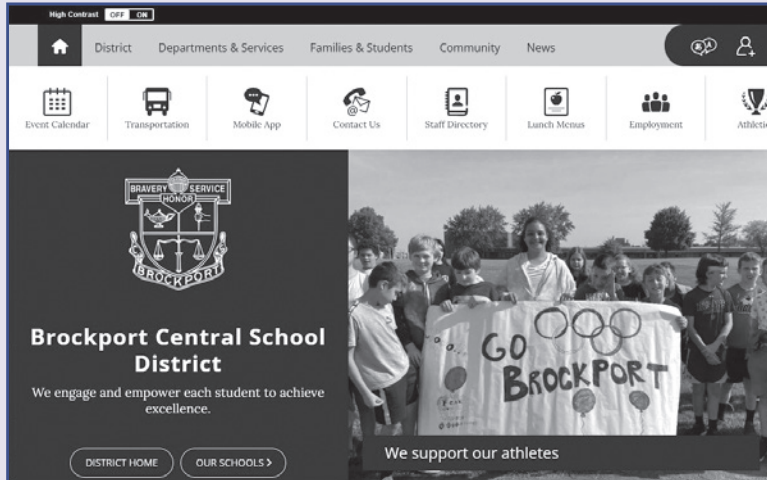 High Contrast OFF ON
District Departments & Services Families & Students Community News
Event Calendar Transportation Mobile App Contact Us Staff Directory Lunch Menus Employment
BRAVERY SERVICE
HONOR
BROCKPORT
Brockport Central School
District
We engage and empower each student to achieve
excellence.
DISTRICT HOME OUR SCHOOLS >
GO
BROCKPORT
We support our athletes